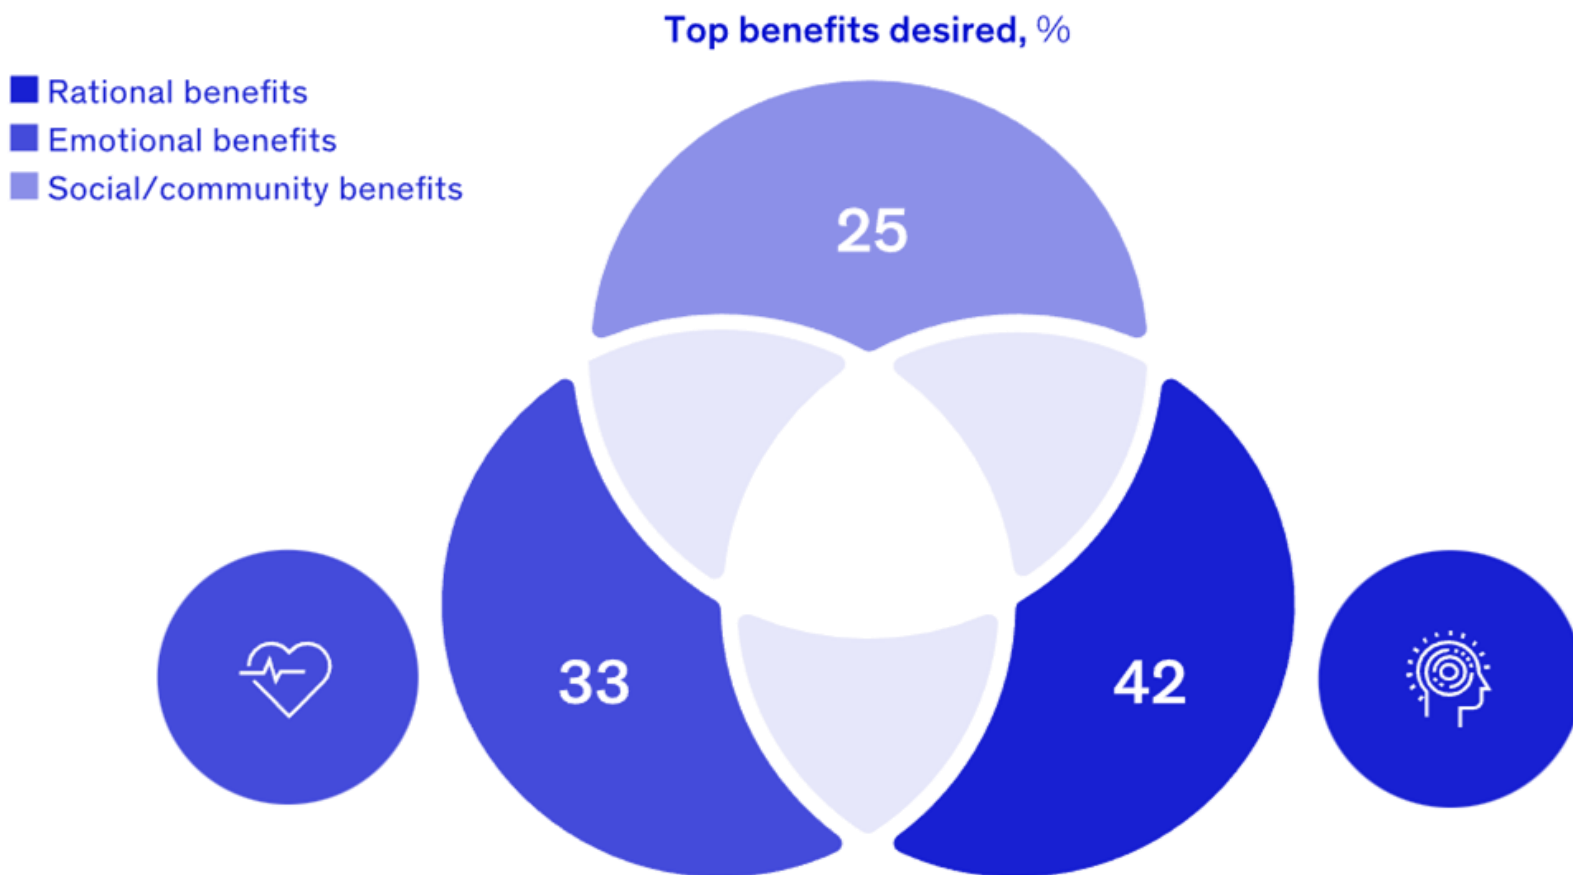 Top benefits desired, %
Rational benefits
Emotional benefits
Social/community benefits
25
33
42